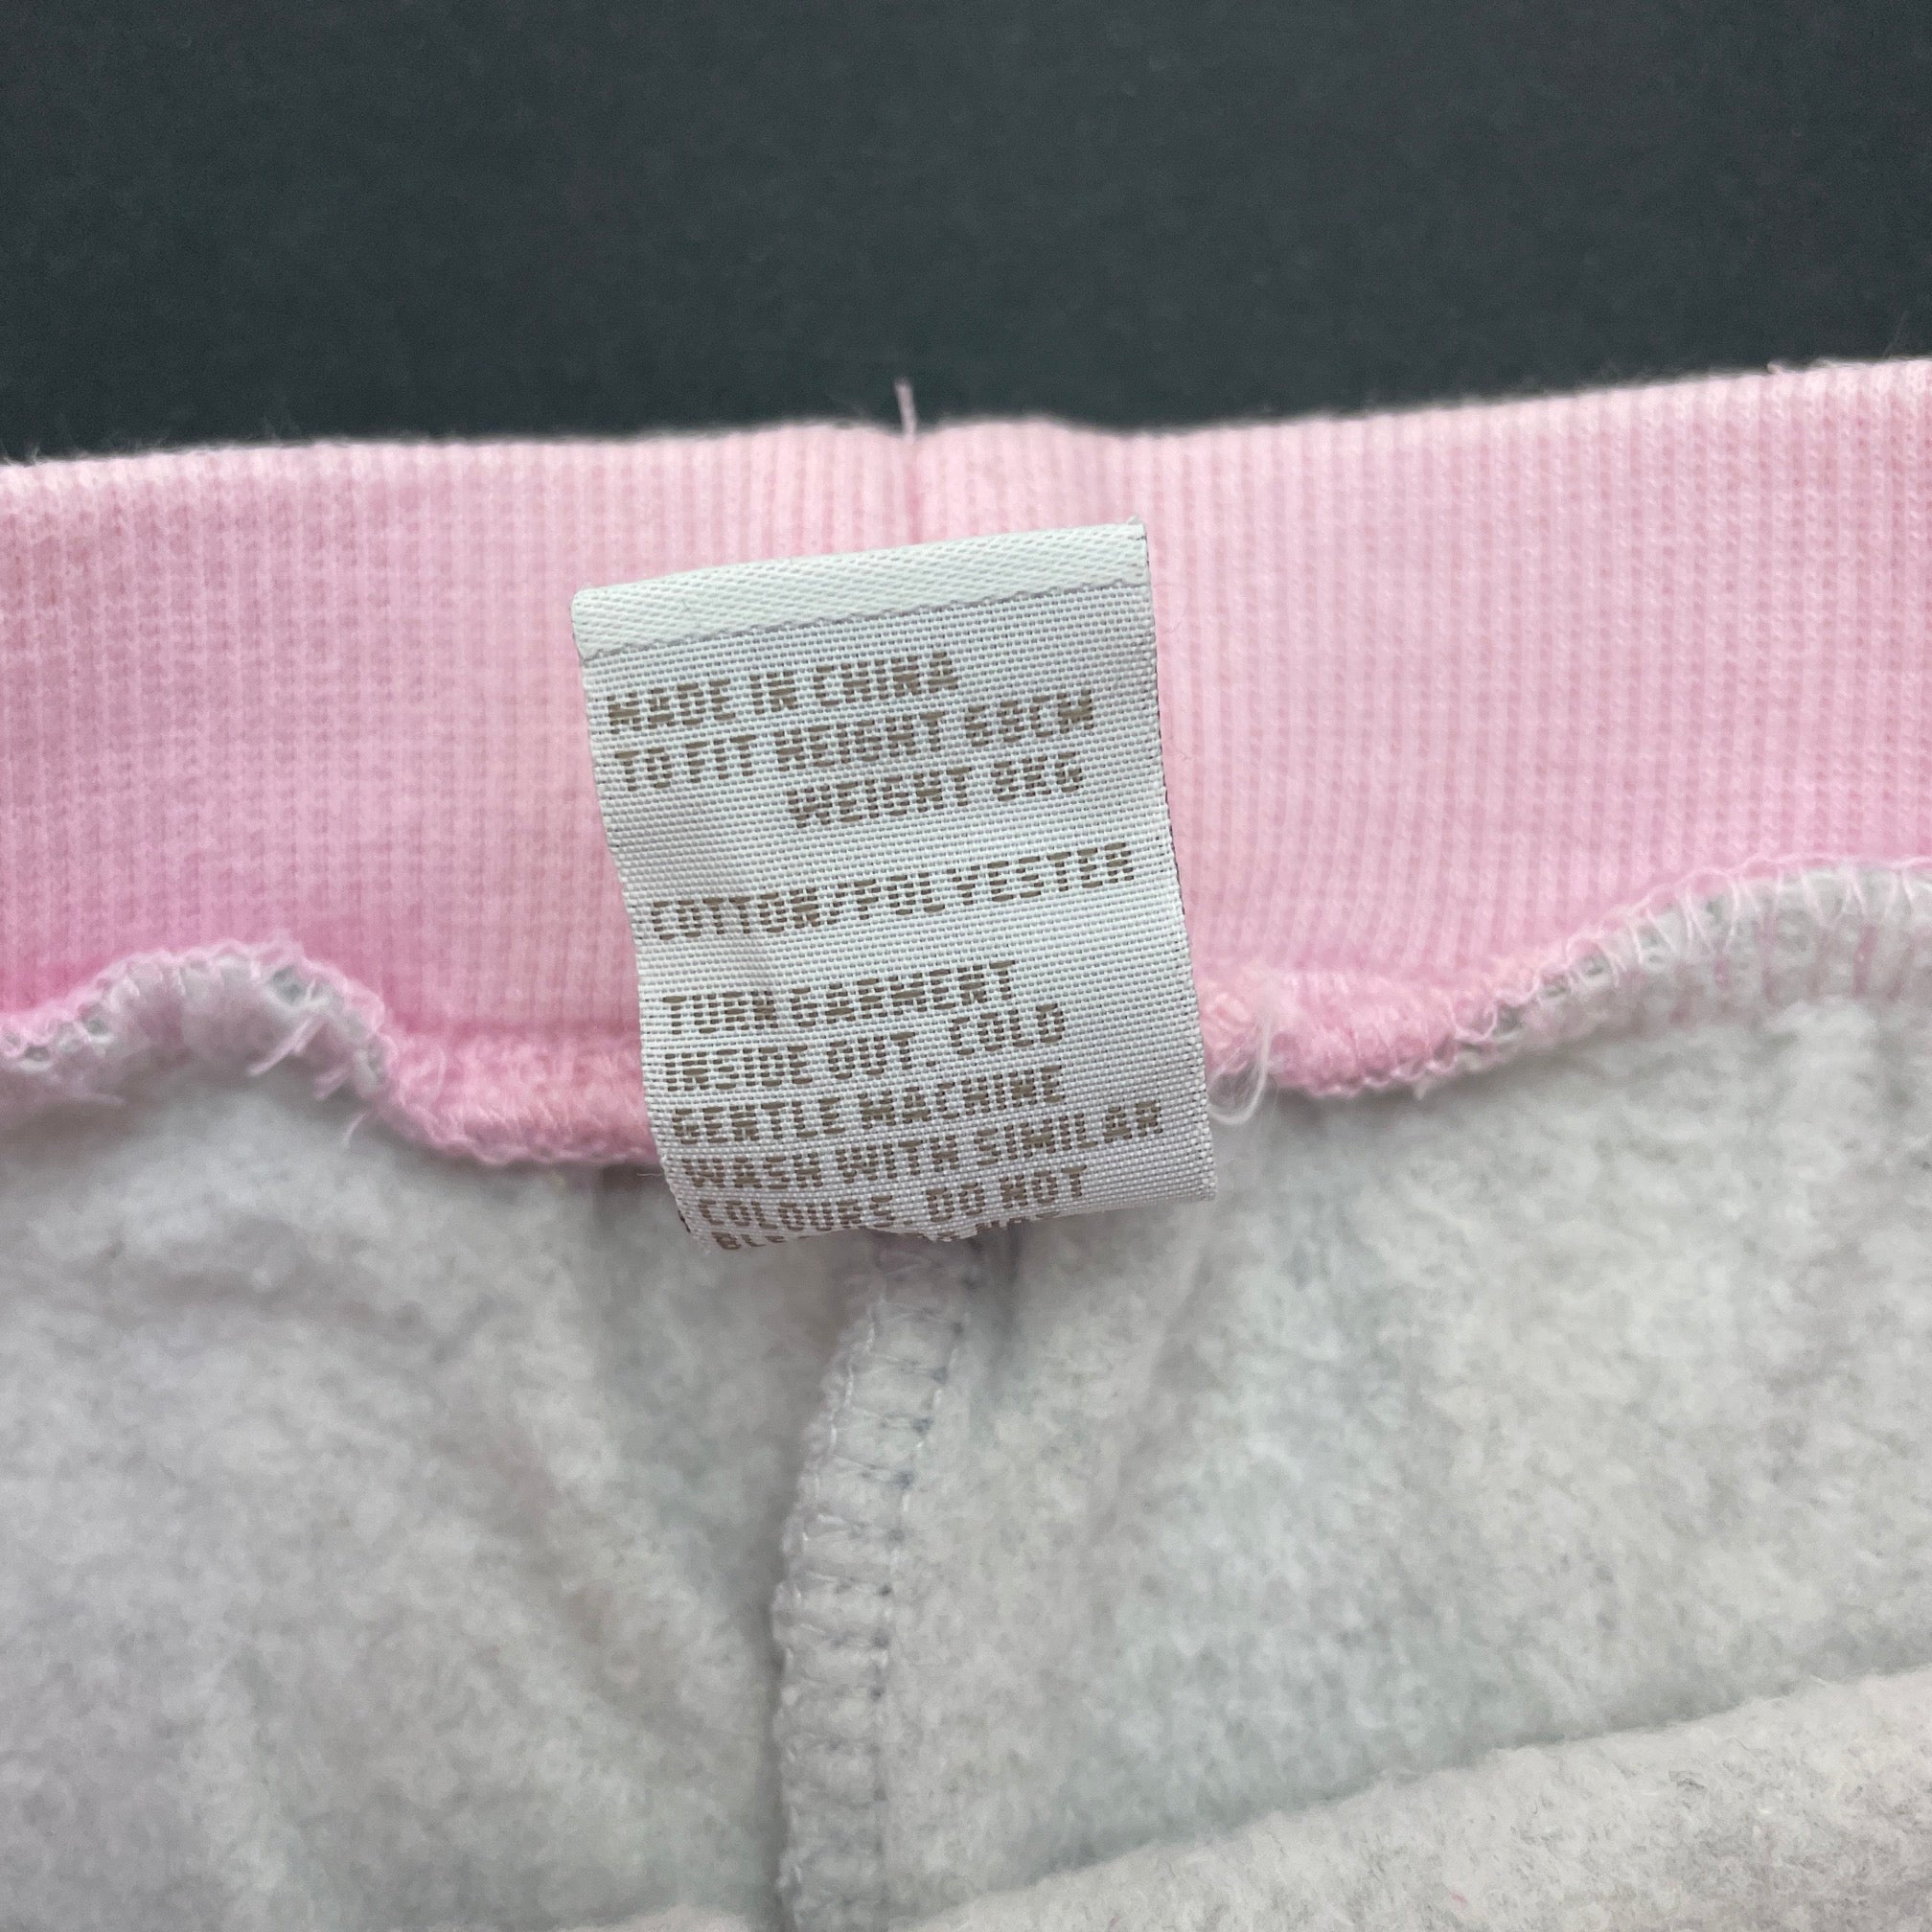 MADE IN CHINA
TO FIT HEIGHT 68CM
WEIGHT 8KG
COTTON/POLYESTER
TURN GARMENT
INSIDE OUT. COLD
GENTLE MACHINE
WASH WITH SIMILAR
COLOURS. DO NOT